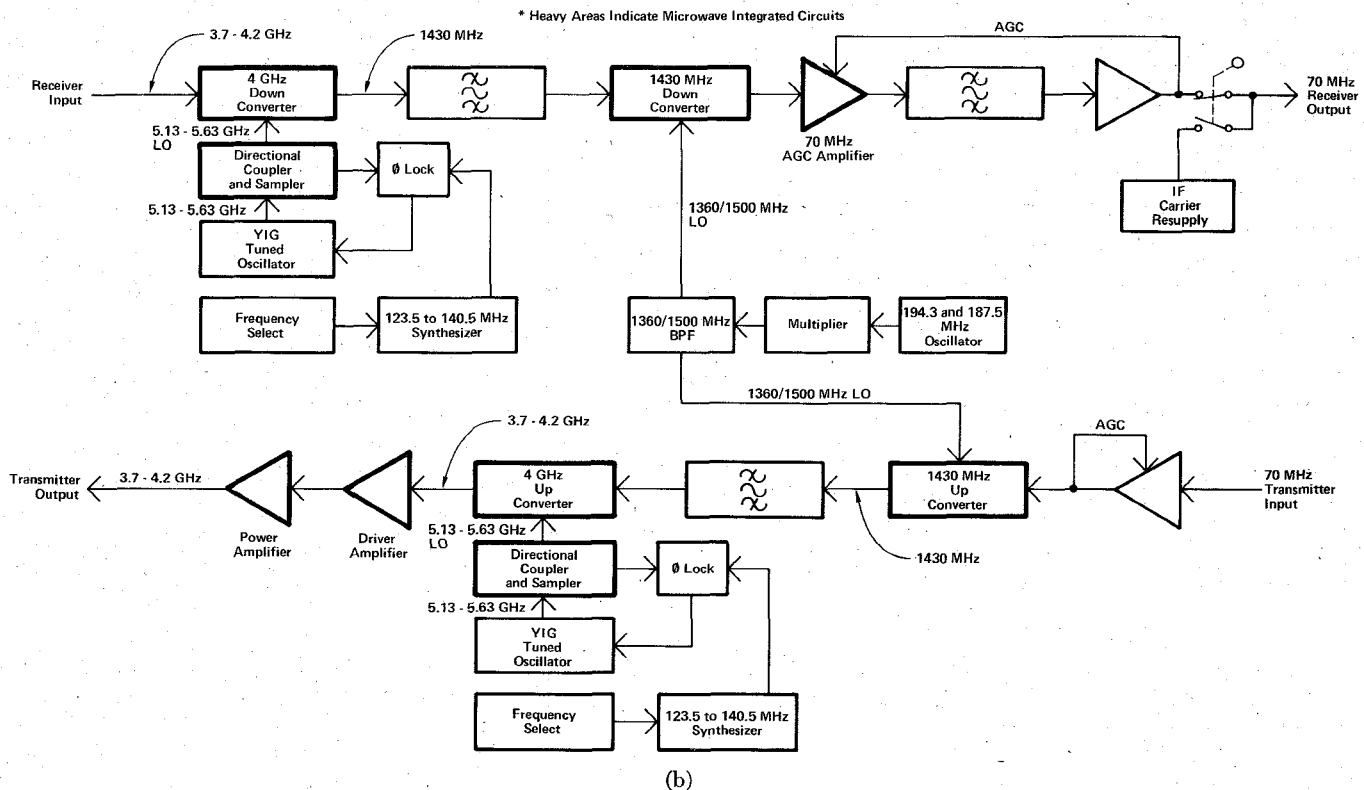 * Heavy Areas Indicate Microwave Integrated Circuits
3.7 - 4.2 GHz
1430 MHz
AGC
Receiver
Input
4 GHz
Down
Converter
1430 MHz
Down
Converter
70 MHz
AGC Amplifier
70 MHz
Receiver
Output
5.13 - 5.63 GHz
LO
Directional
Coupler
and Sampler
Ø Lock
5.13 - 5.63 GHz
YIG
Tuned
Oscillator
1360/1500 MHz
LO
IF
Carrier
Resupply
Frequency
Select
123.5 to 140.5 MHz
Synthesizer
1360/1500 MHz
BPF
Multiplier
194.3 and 187.5
MHz
Oscillator
1360/1500 MHz LO
3.7 - 4.2 GHz
AGC
Transmitter
Output
3.7 - 4.2 GHz
Power
Amplifier
Driver
Amplifier
4 GHz
Up
Converter
1430 MHz
Up
Converter
70 MHz
Transmitter
Input
1430 MHz
5.13 - 5.63 GHz
LO
Directional
Coupler
and Sampler
Ø Lock
5.13 - 5.63 GHz
YIG
Tuned
Oscillator
Frequency
Select
123.5 to 140.5 MHz
Synthesizer
(b)